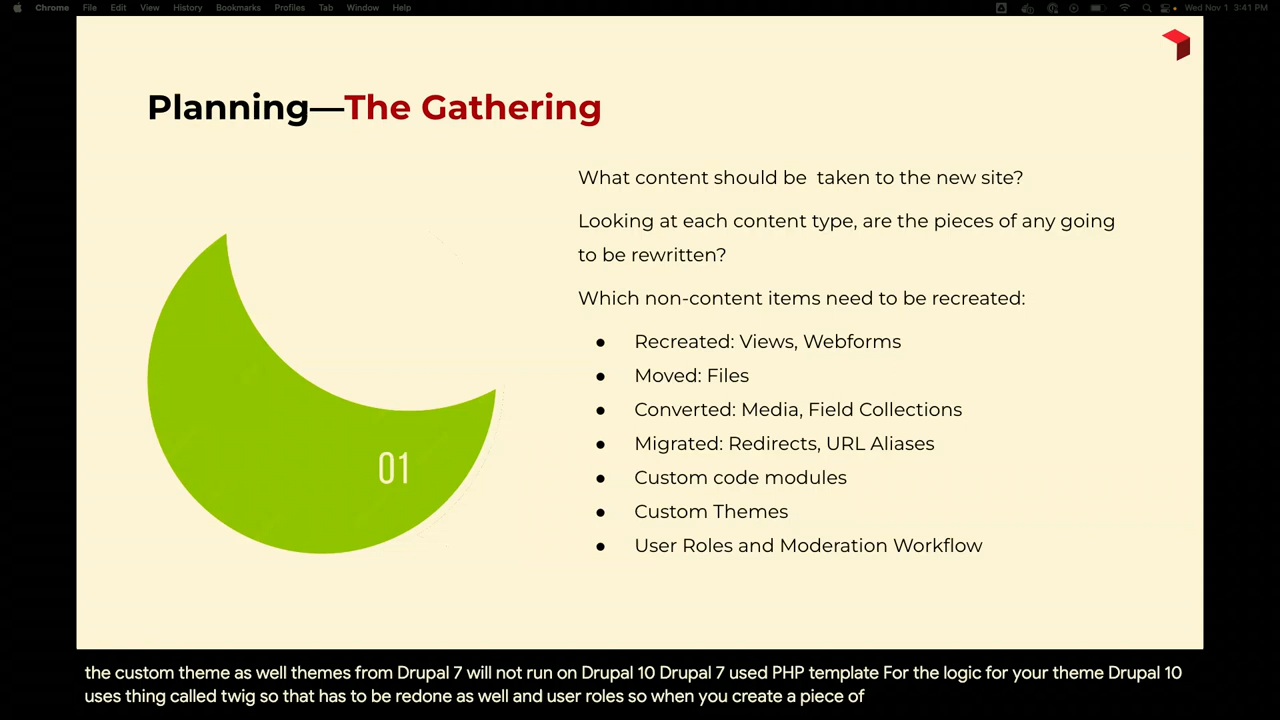 Chrome File Edit View History Bookmarks Profiles Tab Window Help Wed Nov 1 3:41 PM
Planning—The Gathering
What content should be taken to the new site?
Looking at each content type, are the pieces of any going
to be rewritten?
Which non-content items need to be recreated:
● Recreated: Views, Webforms
● Moved: Files
● Converted: Media, Field Collections
● Migrated: Redirects, URL Aliases
● Custom code modules
● Custom Themes
● User Roles and Moderation Workflow
01
the custom theme as well themes from Drupal 7 will not run on Drupal 10 Drupal 7 used PHP template For the logic for your theme Drupal 10
uses thing called twig so that has to be redone as well and user roles so when you create a piece of